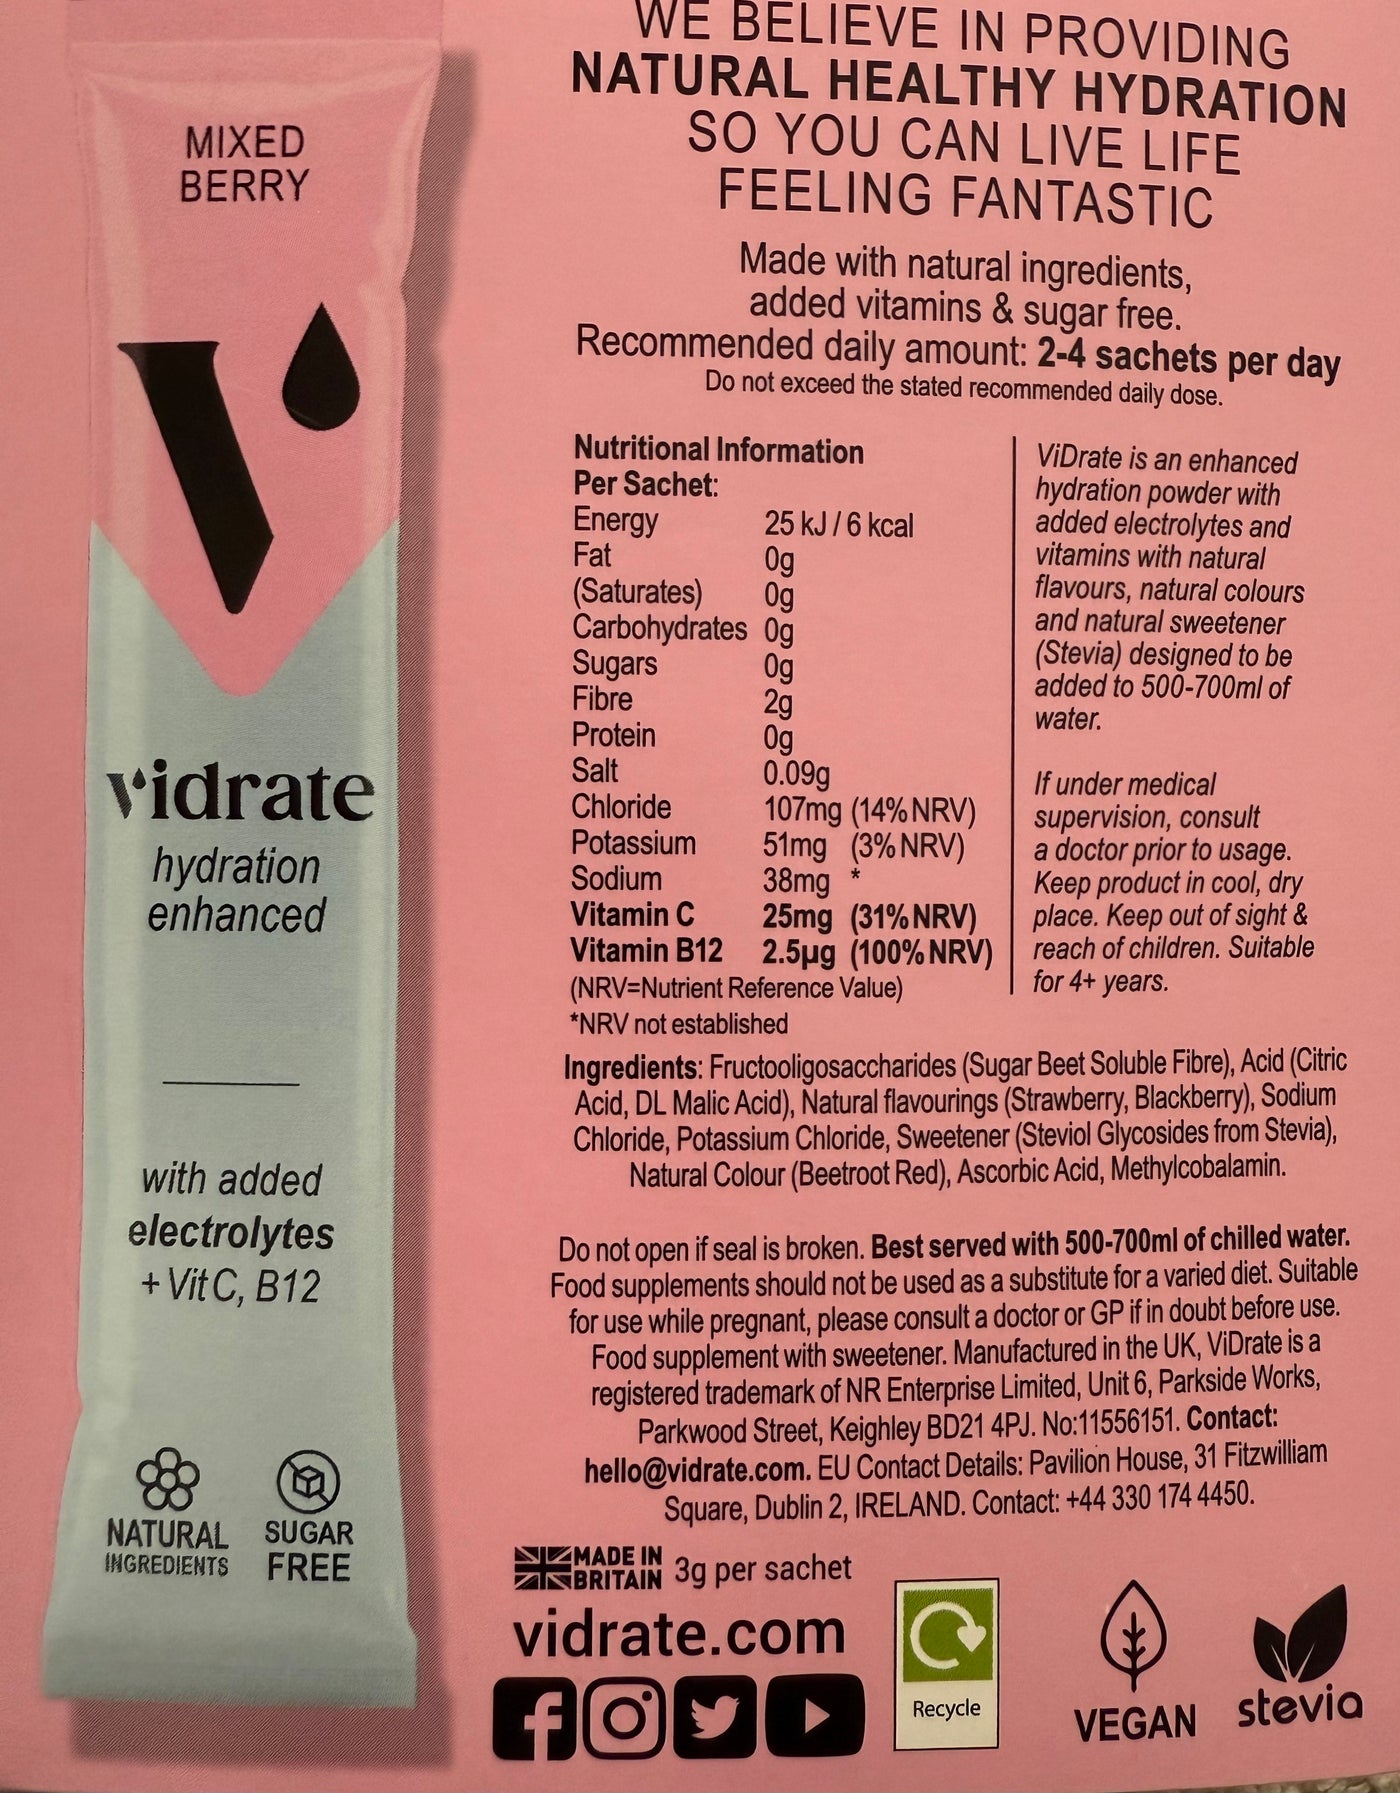 MIXED
BERRY
vidrate
hydration
enhanced
with added
electrolytes
+ Vit C, B12
NATURAL
INGREDIENTS
SUGAR
FREE
WE BELIEVE IN PROVIDING
NATURAL HEALTHY HYDRATION
SO YOU CAN LIVE LIFE
FEELING FANTASTIC
Made with natural ingredients,
added vitamins & sugar free.
Recommended daily amount: 2-4 sachets per day
Do not exceed the stated recommended daily dose.
Nutritional Information
Per Sachet:
Energy 25 kJ / 6 kcal
Fat 0g
(Saturates) 0g
Carbohydrates 0g
Sugars 0g
Fibre 2g
Protein 0g
Salt 0.09g
Chloride 107mg (14% NRV)
Potassium 51mg (3% NRV)
Sodium 38mg *
Vitamin C 25mg (31% NRV)
Vitamin B12 2.5µg (100% NRV)
(NRV=Nutrient Reference Value)
*NRV not established
ViDrate is an enhanced
hydration powder with
added electrolytes and
vitamins with natural
flavours, natural colours
and natural sweetener
(Stevia) designed to be
added to 500-700ml of
water.
If under medical
supervision, consult
a doctor prior to usage.
Keep product in cool, dry
place. Keep out of sight &
reach of children. Suitable
for 4+ years.
Ingredients: Fructooligosaccharides (Sugar Beet Soluble Fibre), Acid (Citric
Acid, DL Malic Acid), Natural flavourings (Strawberry, Blackberry), Sodium
Chloride, Potassium Chloride, Sweetener (Steviol Glycosides from Stevia),
Natural Colour (Beetroot Red), Ascorbic Acid, Methylcobalamin.
Do not open if seal is broken. Best served with 500-700ml of chilled water.
Food supplements should not be used as a substitute for a varied diet. Suitable
for use while pregnant, please consult a doctor or GP if in doubt before use.
Food supplement with sweetener. Manufactured in the UK, ViDrate is a
registered trademark of NR Enterprise Limited, Unit 6, Parkside Works,
Parkwood Street, Keighley BD21 4PJ. No:11556151. Contact:
hello@vidrate.com. EU Contact Details: Pavilion House, 31 Fitzwilliam
Square, Dublin 2, IRELAND. Contact: +44 330 174 4450.
MADE IN
BRITAIN
3g per sachet
vidrate.com
Recycle
VEGAN
stevia